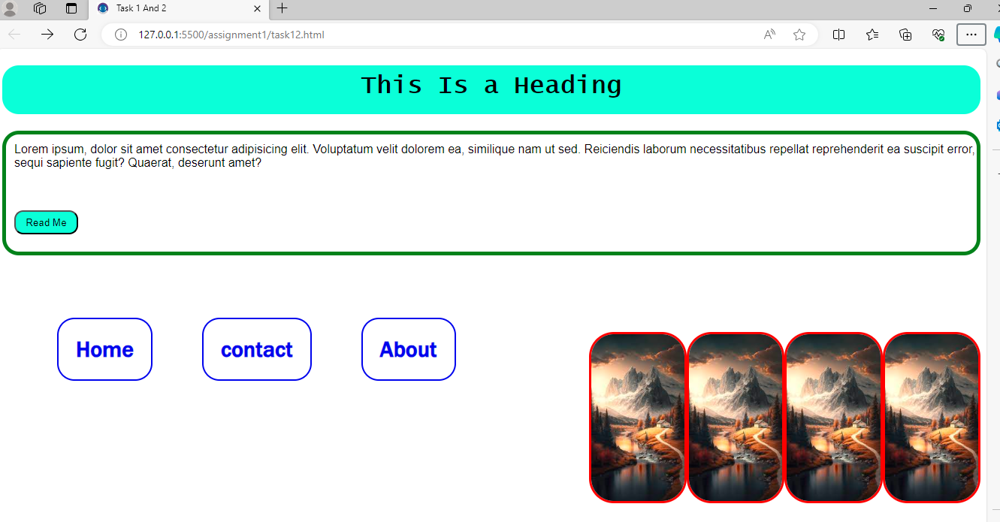 Task 1 And 2
127.0.0.1:5500/assignment1/task12.html
This Is a Heading
Lorem ipsum, dolor sit amet consectetur adipisicing elit. Voluptatum velit dolorem ea, similique nam ut sed. Reiciendis laborum necessitatibus repellat reprehenderit ea suscipit error,
sequi sapiente fugit? Quaerat, deserunt amet?
Read Me
Home contact About